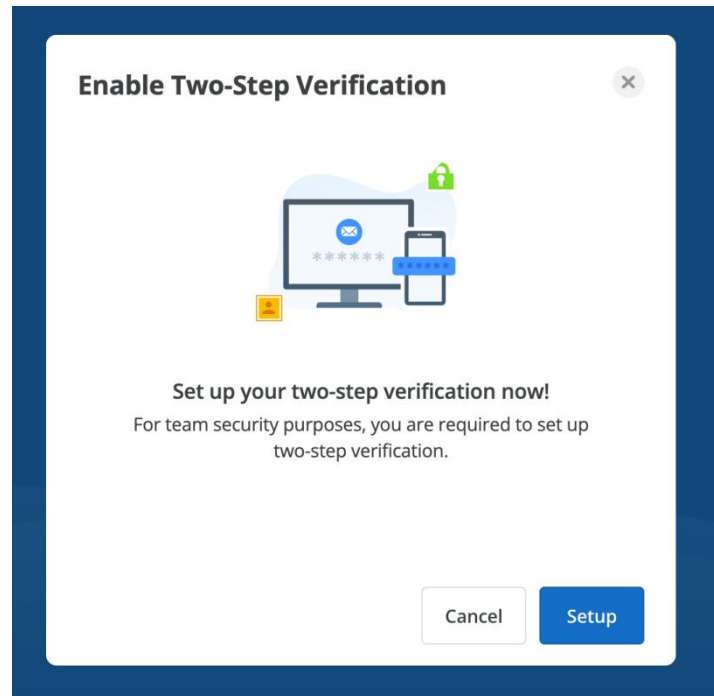 Enable Two-Step Verification
******
******
Set up your two-step verification now!
For team security purposes, you are required to set up
two-step verification.
Cancel
Setup